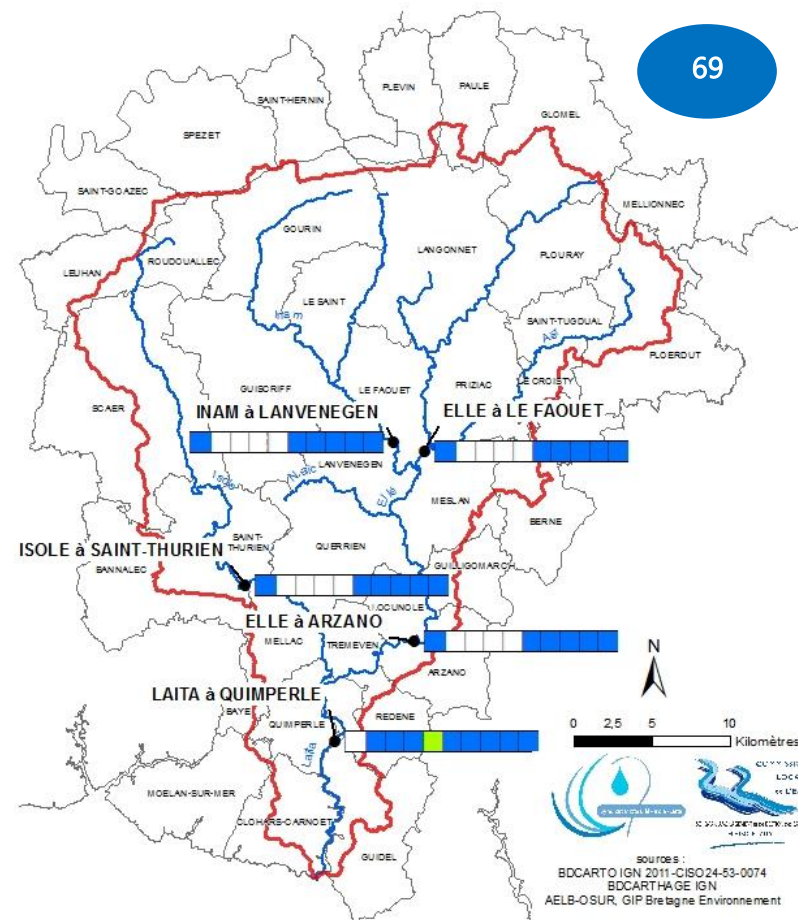 69
PLEVIN
PAULE
SAINT-HERNIN
GLOMEL
SPEZET
SAINT-GOAZEC
MELLIONNEC
GOURIN
LANGONNET
PLOURAY
LEUHAN
ROUDOUALLEC
LE SAINT
Inam
SAINT-TUGDUAL
Aër
PLOERDUT
GUISCRIFF
LE FAOUET
PRIZIAC
LE CROISTY
SCAER
INAM à LANVENEGEN
ELLE à LE FAOUET
LANVENEGEN
Isole
Naïc
Ellé
MESLAN
BERNE
ISOLE à SAINT-THURIEN
SAINT-
THURIEN
QUERRIEN
BANNALEC
GUILLIGOMARCH
LOCUNOLE
ELLE à ARZANO
MELLAC
TREMEVEN
ARZANO
N
LAITA à QUIMPERLE
BAYE
QUIMPERLE
REDENE
Laïta
0 2,5 5 10
Kilomètres
MOELAN-SUR-MER
CLOHARS-CARNOET
GUIDEL
sources :
BDCARTO IGN 2011-CISO24-53-0074
BDCARTHAGE IGN
AELB-OSUR, GIP Bretagne Environnement